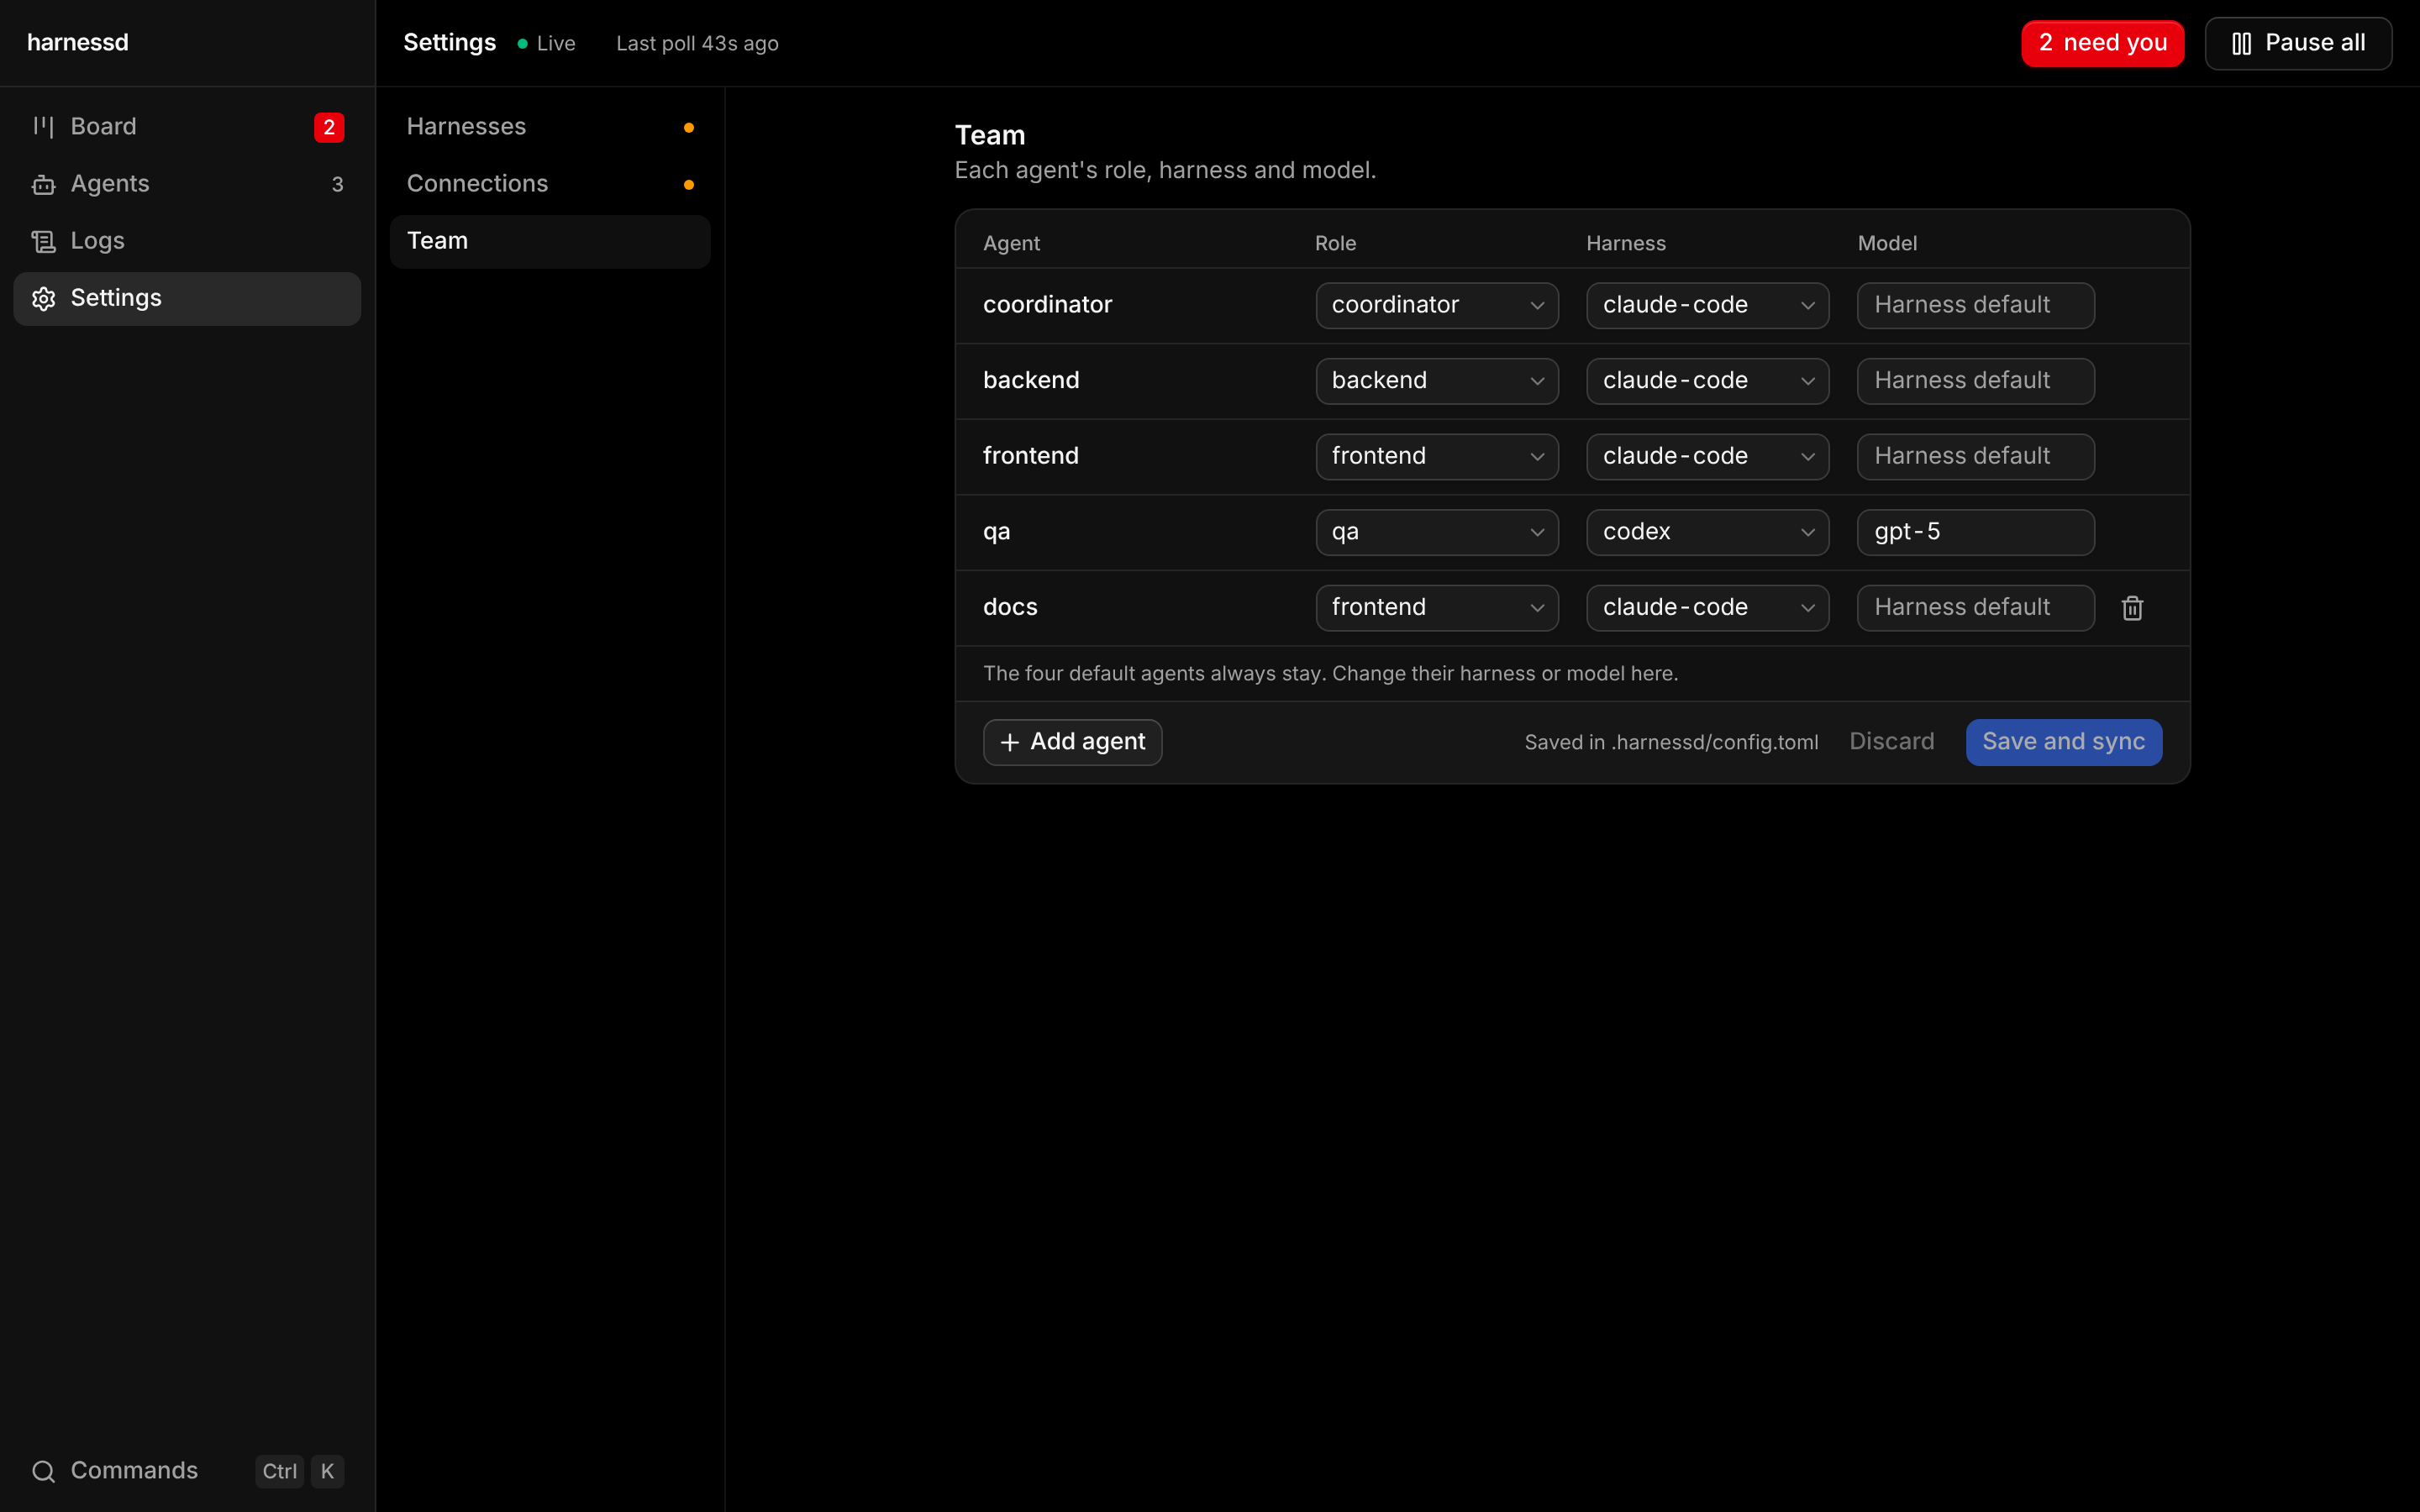 harnessd
Settings
Live
Last poll 43s ago
2 need you
Pause all
Board
2
Agents
3
Logs
Settings
Harnesses
Connections
Team
Team
Each agent's role, harness and model.
Agent Role Harness Model
coordinator coordinator claude-code Harness default
backend backend claude-code Harness default
frontend frontend claude-code Harness default
qa qa codex gpt-5
docs frontend claude-code Harness default
The four default agents always stay. Change their harness or model here.
Add agent
Saved in .harnessd/config.toml
Discard
Save and sync
Commands
Ctrl K